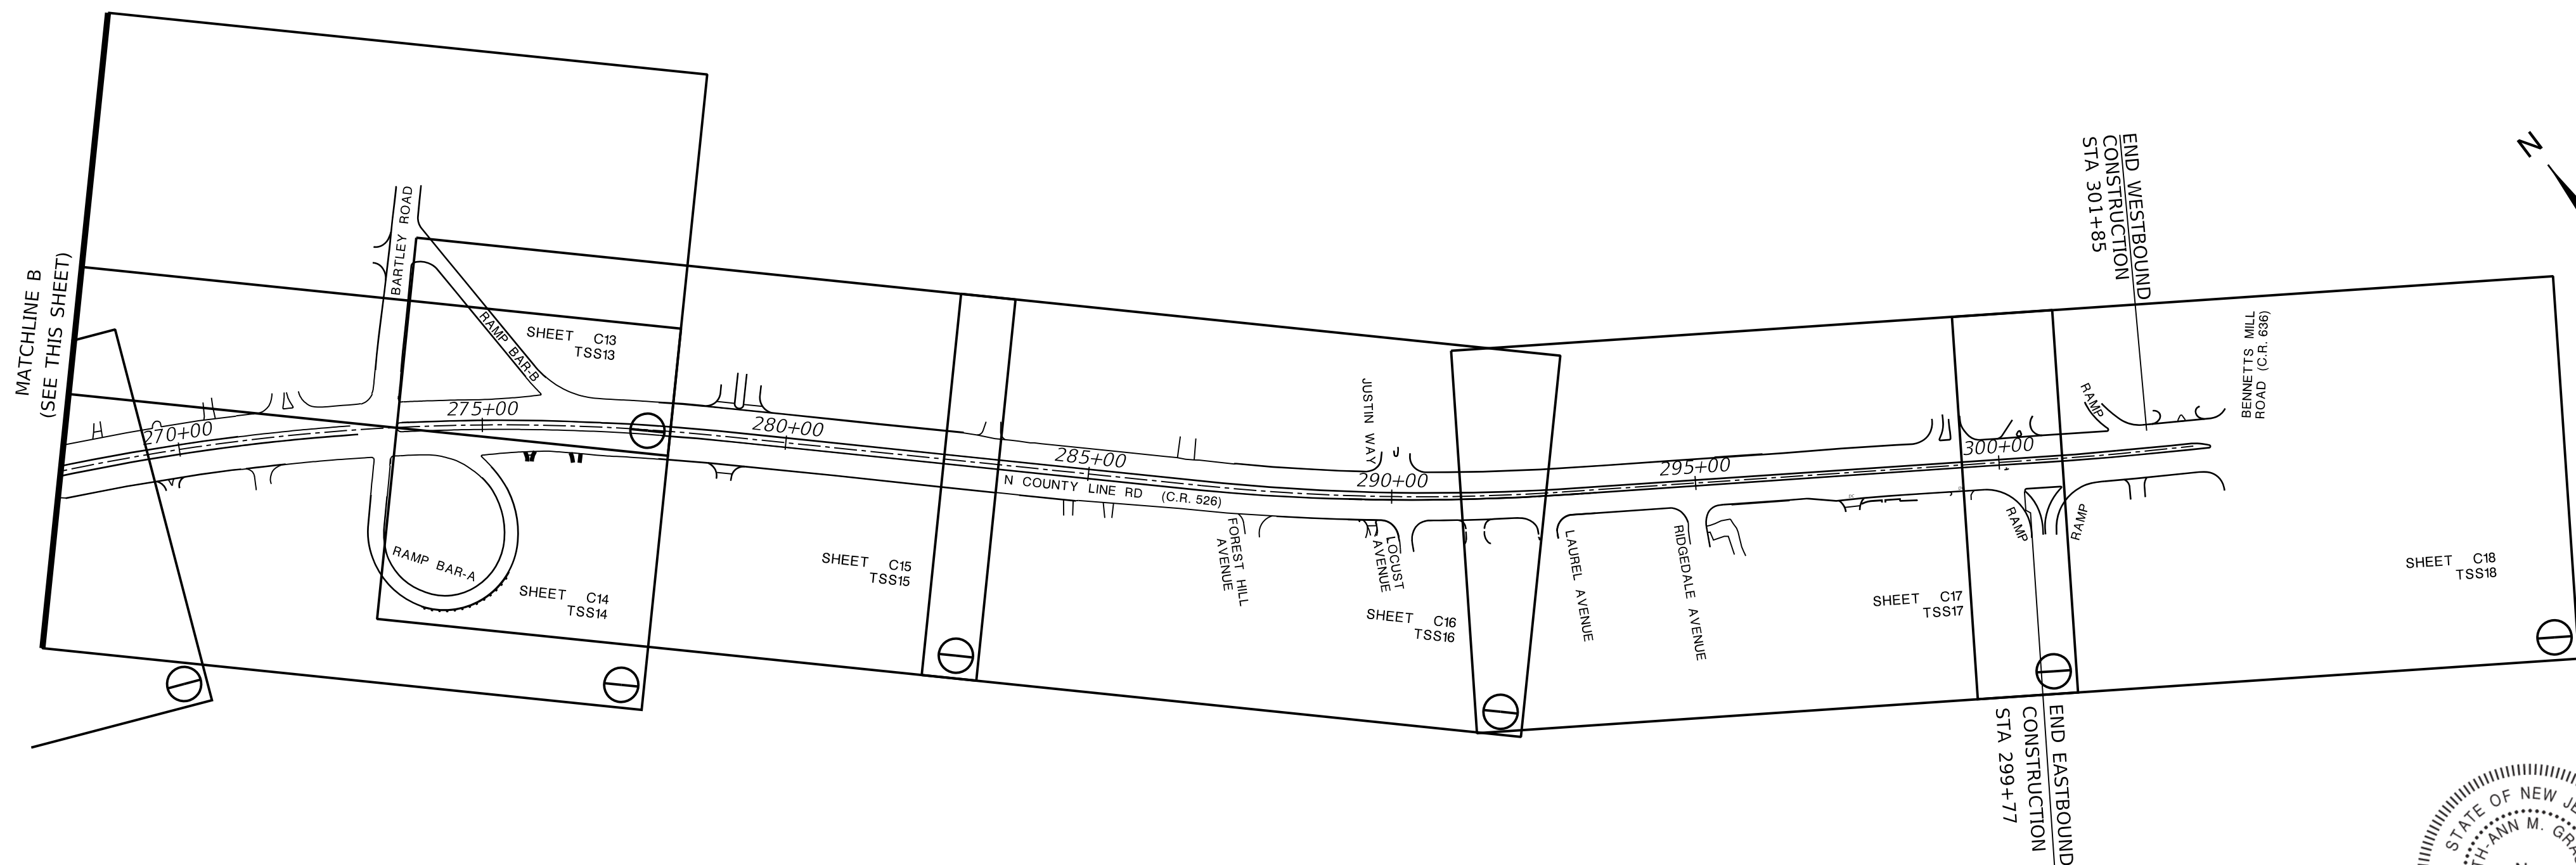 MATCHLINE B
(SEE THIS SHEET)
BARTLEY ROAD
RAMP BAR-B
SHEET C13
TSS13
270+00
275+00
280+00
285+00
290+00
295+00
300+00
N COUNTY LINE RD (C.R. 526)
RAMP BAR-A
SHEET C14
TSS14
SHEET C15
TSS15
FOREST HILL
AVENUE
JUSTIN WAY
LOCUST
AVENUE
SHEET C16
TSS16
LAUREL AVENUE
RIDGEDALE AVENUE
SHEET C17
TSS17
RAMP
RAMP
RAMP
END WESTBOUND
CONSTRUCTION
STA 301+85
BENNETTS MILL
ROAD (C.R. 636)
SHEET C18
TSS18
END EASTBOUND
CONSTRUCTION
STA 299+77
N
STATE OF NEW
ANN M.